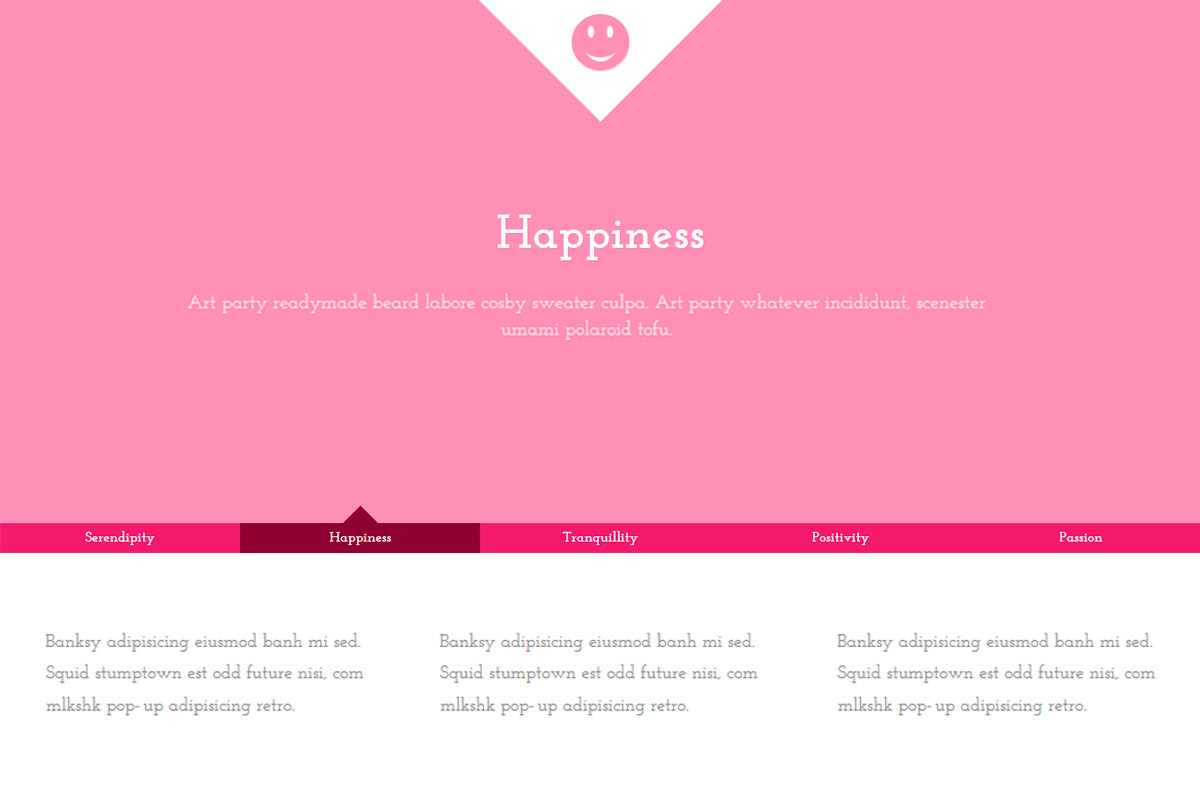 Happiness
Art party readymade beard labore cosby sweater culpa. Art party whatever incididunt, scenester
umami polaroid tofu.
Serendipity
Happiness
Tranquillity
Positivity
Passion
Banksy adipisicing eiusmod banh mi sed.
Squid stumptown est odd future nisi, com
mlkshk pop- up adipisicing retro.
Banksy adipisicing eiusmod banh mi sed.
Squid stumptown est odd future nisi, com
mlkshk pop- up adipisicing retro.
Banksy adipisicing eiusmod banh mi sed.
Squid stumptown est odd future nisi, com
mlkshk pop- up adipisicing retro.